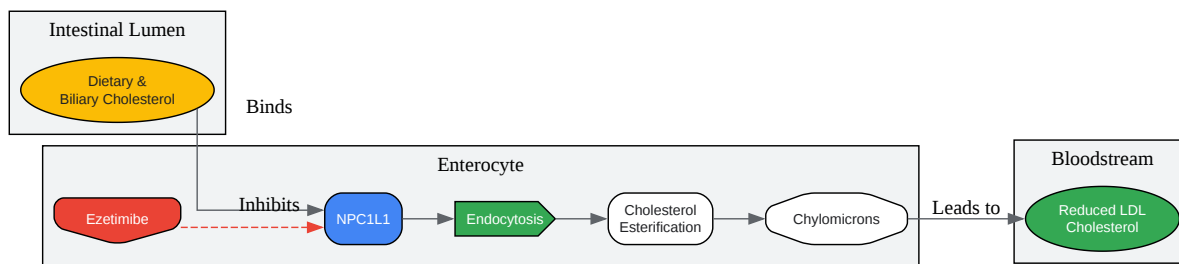 Intestinal Lumen
Dietary &
Biliary Cholesterol
Binds
Enterocyte
Ezetimibe
Inhibits
NPC1L1
Endocytosis
Cholesterol
Esterification
Chylomicrons
Leads to
Bloodstream
Reduced LDL
Cholesterol